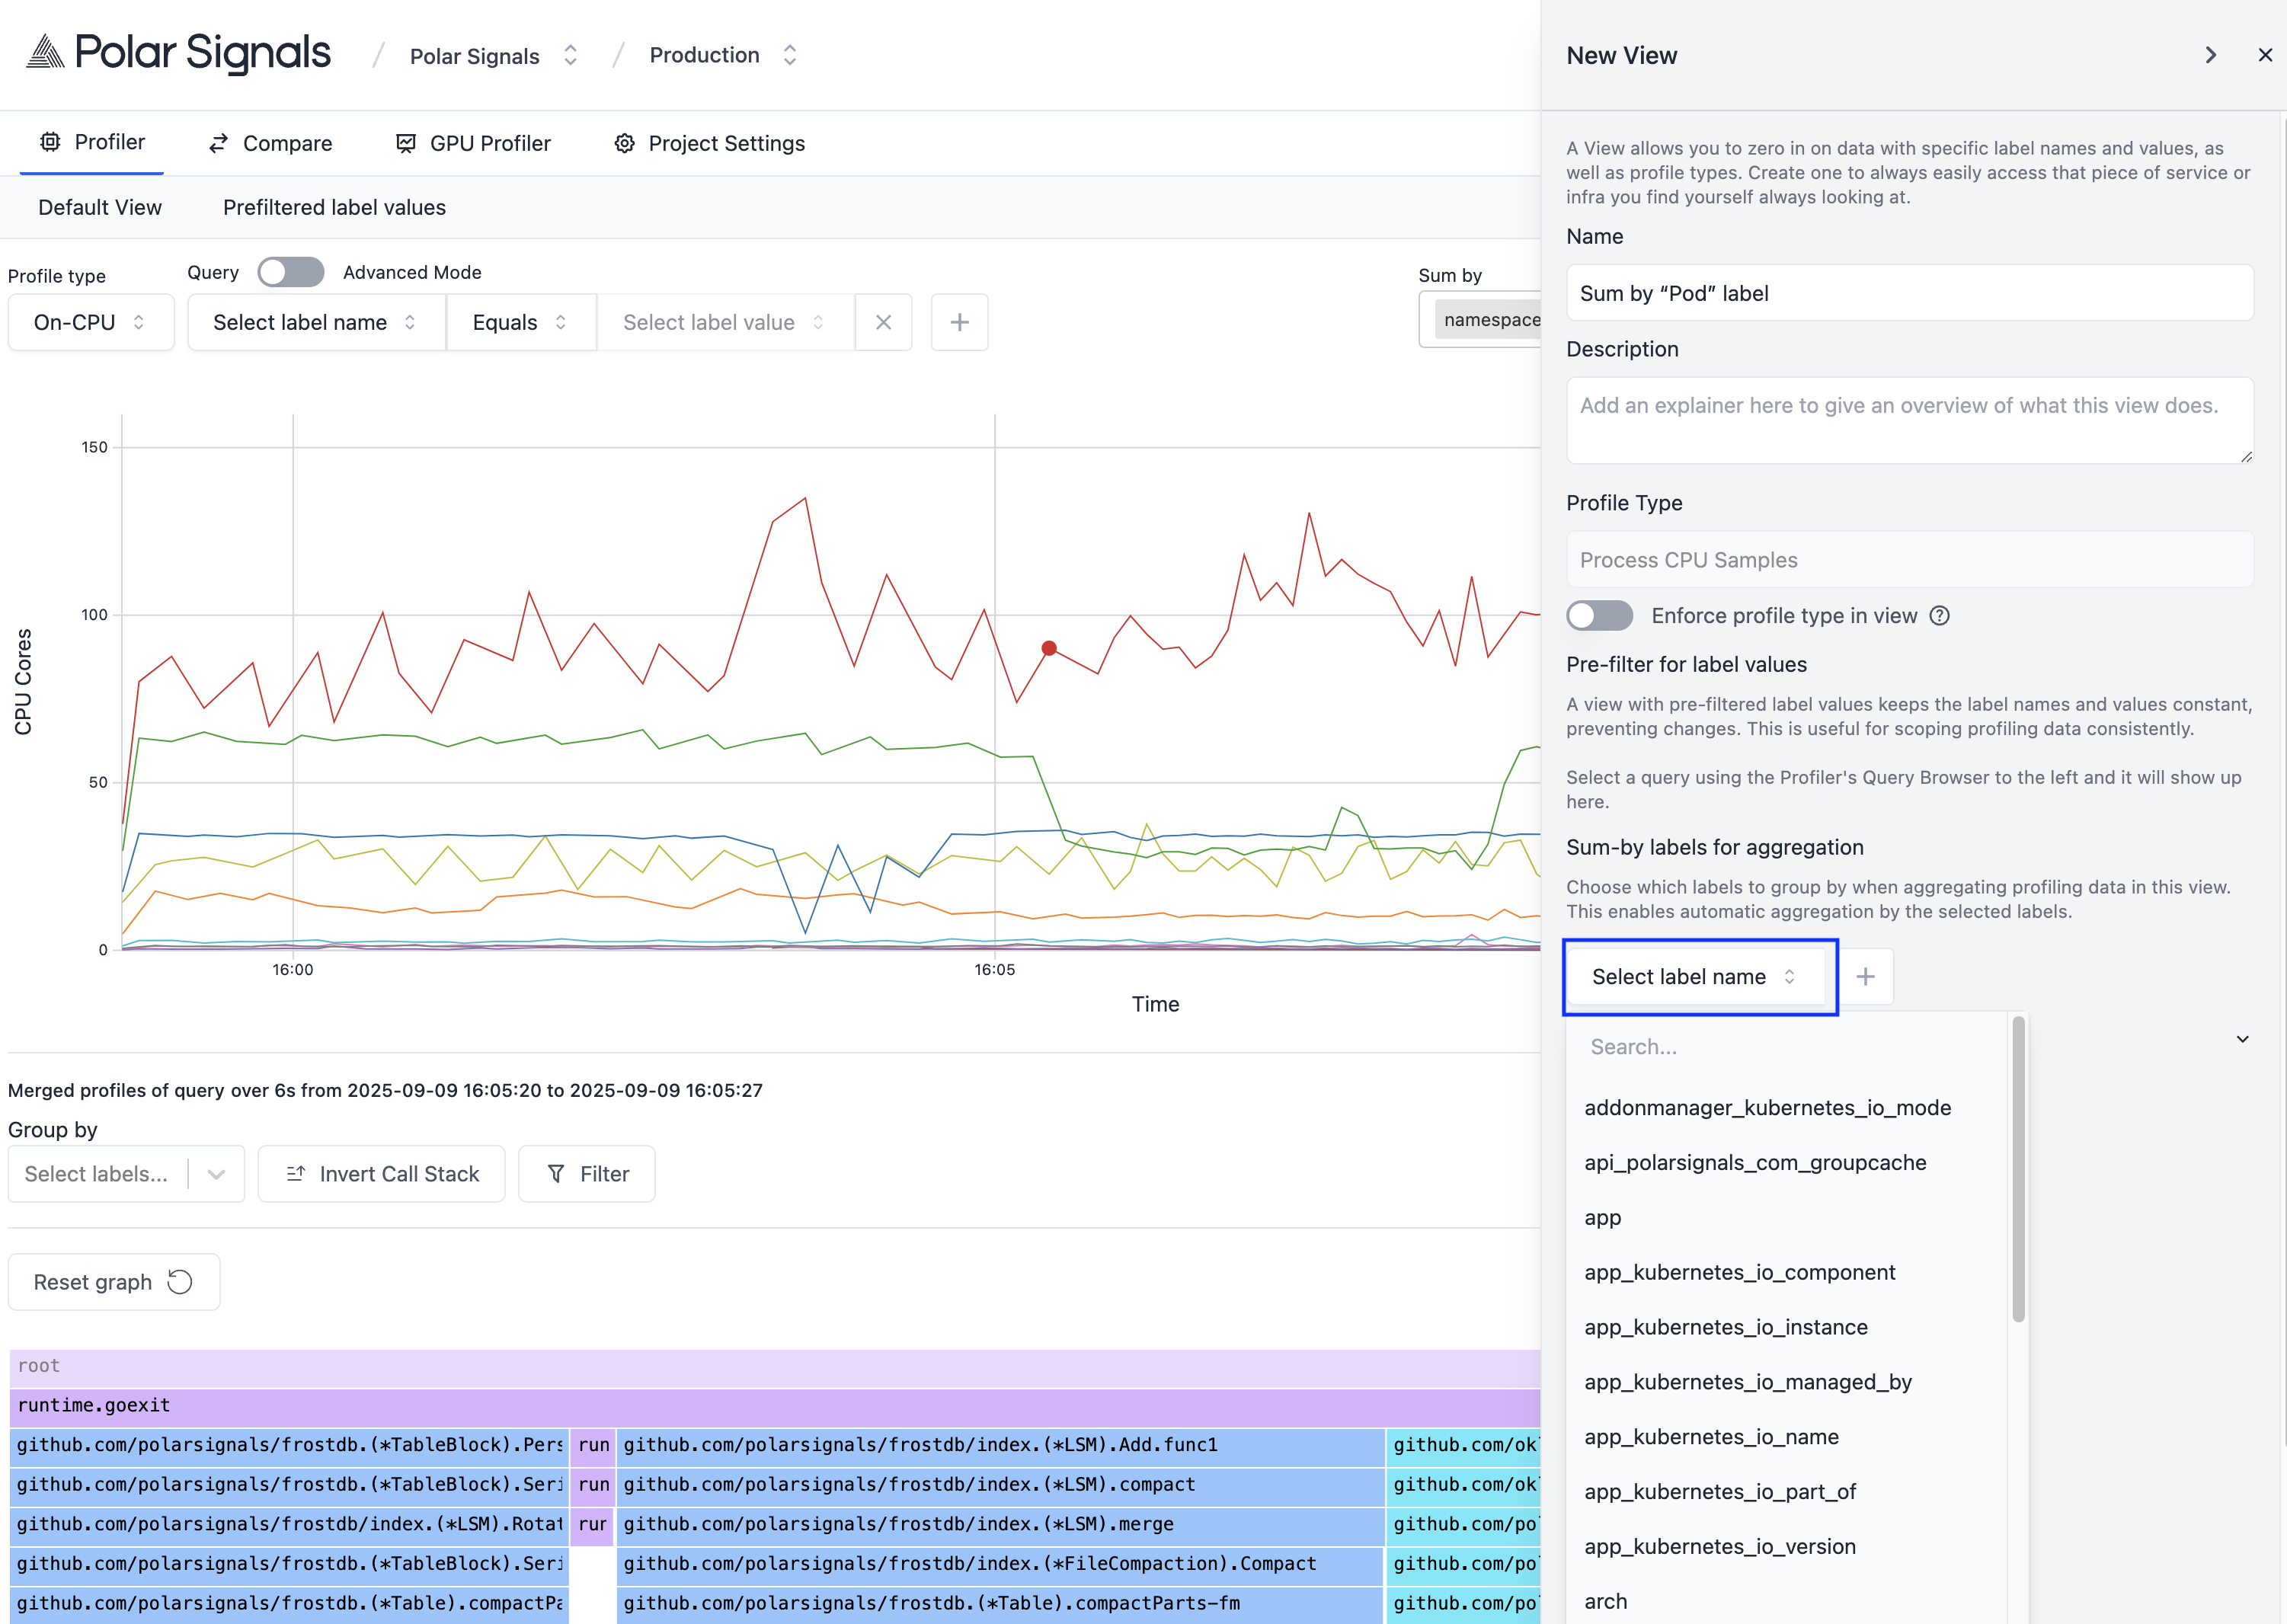 Polar Signals / Polar Signals / Production
Profiler Compare GPU Profiler Project Settings
Default View Prefiltered label values
Profile type Query Advanced Mode
On-CPU Select label name Equals Select label value
Sum by
namespace
150
100
50
0
CPU Cores
16:00 16:05
Time
Merged profiles of query over 6s from 2025-09-09 16:05:20 to 2025-09-09 16:05:27
Group by
Select labels... Invert Call Stack Filter
Reset graph
root
runtime.goexit
github.com/polarsignals/frostdb.(*TableBlock).Pers run github.com/polarsignals/frostdb/index.(*LSM).Add.func1 github.com/ok
github.com/polarsignals/frostdb.(*TableBlock).Seri run github.com/polarsignals/frostdb/index.(*LSM).compact github.com/ok
github.com/polarsignals/frostdb/index.(*LSM).Rotat rur github.com/polarsignals/frostdb/index.(*LSM).merge github.com/po
github.com/polarsignals/frostdb.(*TableBlock).Seri github.com/polarsignals/frostdb/index.(*FileCompaction).Compact github.com/po
github.com/polarsignals/frostdb.(*Table).compactPa github.com/polarsignals/frostdb.(*Table).compactParts-fm github.com/po
New View
A View allows you to zero in on data with specific label names and values, as
well as profile types. Create one to always easily access that piece of service or
infra you find yourself always looking at.
Name
Sum by “Pod” label
Description
Add an explainer here to give an overview of what this view does.
Profile Type
Process CPU Samples
Enforce profile type in view
Pre-filter for label values
A view with pre-filtered label values keeps the label names and values constant,
preventing changes. This is useful for scoping profiling data consistently.
Select a query using the Profiler's Query Browser to the left and it will show up
here.
Sum-by labels for aggregation
Choose which labels to group by when aggregating profiling data in this view.
This enables automatic aggregation by the selected labels.
Select label name
Search...
addonmanager_kubernetes_io_mode
api_polarsignals_com_groupcache
app
app_kubernetes_io_component
app_kubernetes_io_instance
app_kubernetes_io_managed_by
app_kubernetes_io_name
app_kubernetes_io_part_of
app_kubernetes_io_version
arch